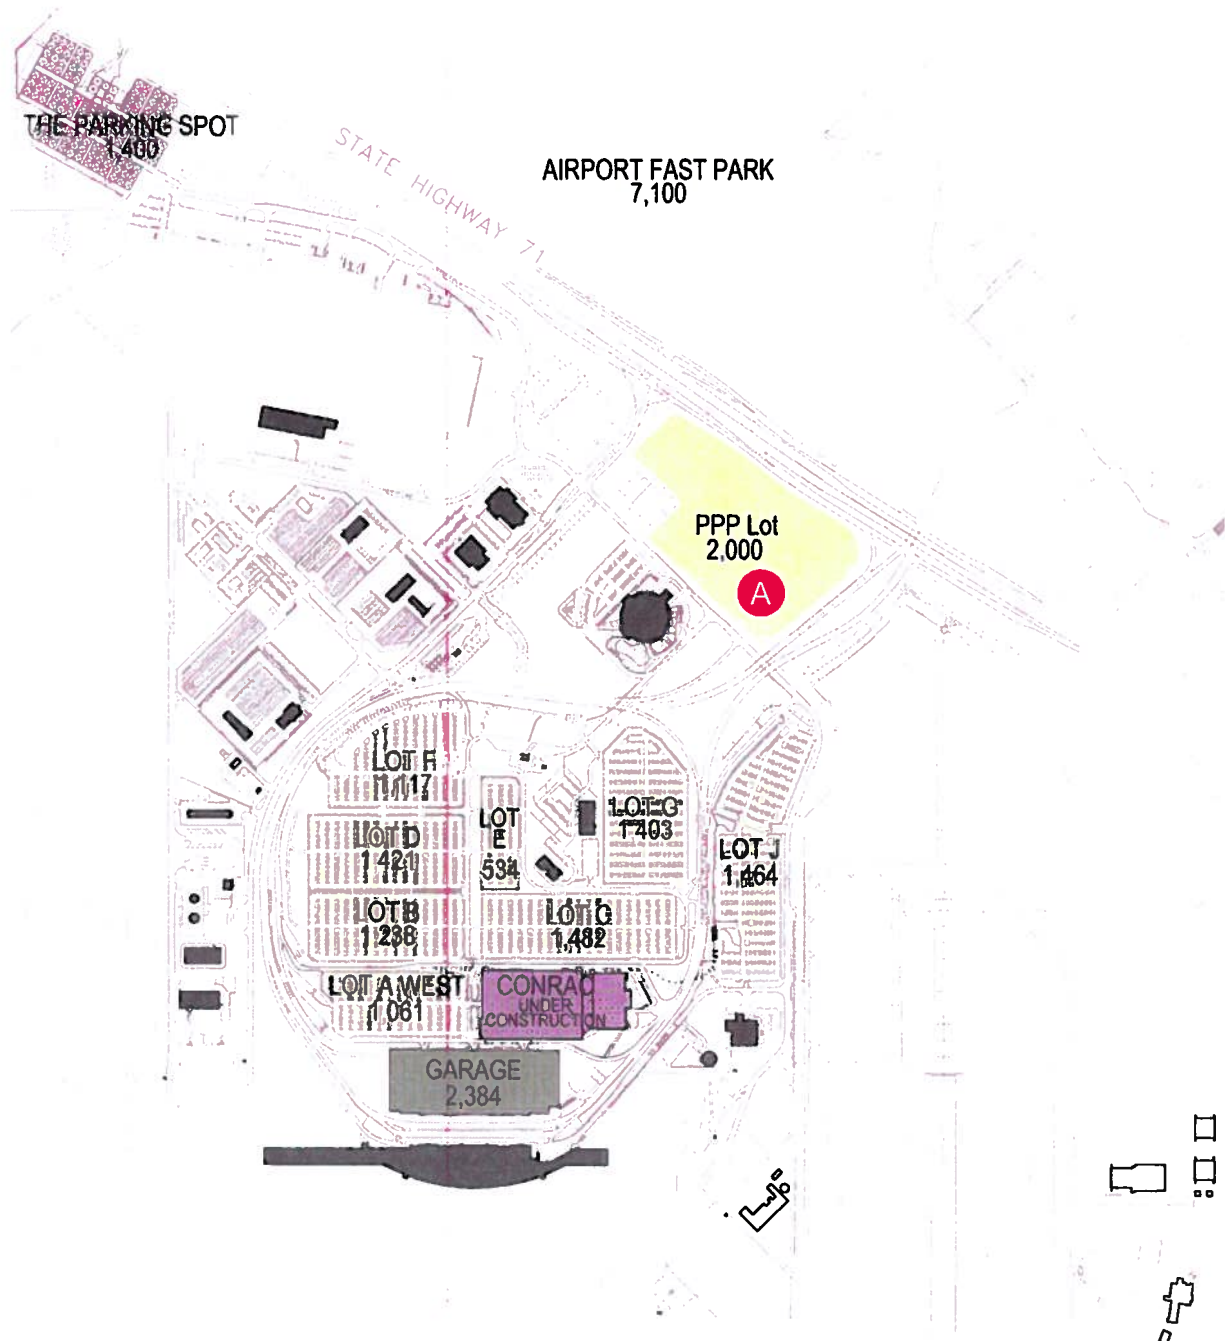 THE PARKING SPOT
1,400
STATE HIGHWAY 71
AIRPORT FAST PARK
7,100
PPP Lot
2,000
A
LOT F
1,117
LOT D
1,421
LOT E
534
LOT G
1,403
LOT J
1,464
LOT B
1,238
1,482
LOT A WEST
1,061
CONRAC
UNDER
CONSTRUCTION
GARAGE
2,384